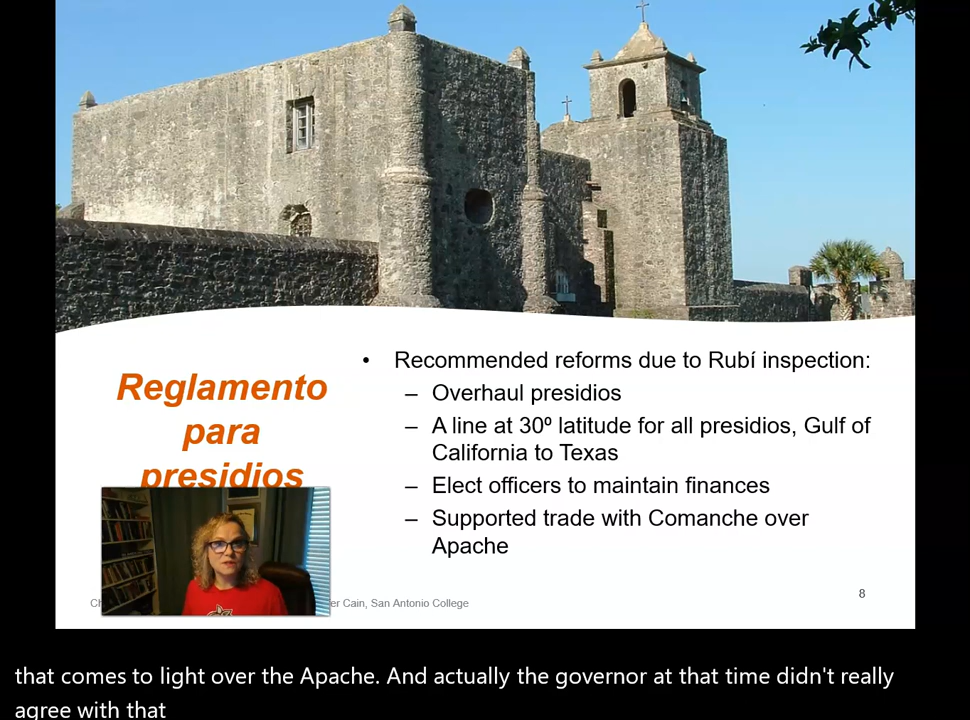 Reglamento
para
presidios
• Recommended reforms due to Rubí inspection:
– Overhaul presidios
– A line at 30º latitude for all presidios, Gulf of
California to Texas
– Elect officers to maintain finances
– Supported trade with Comanche over
Apache
Cain, San Antonio College
8
that comes to light over the Apache. And actually the governor at that time didn't really
agree with that